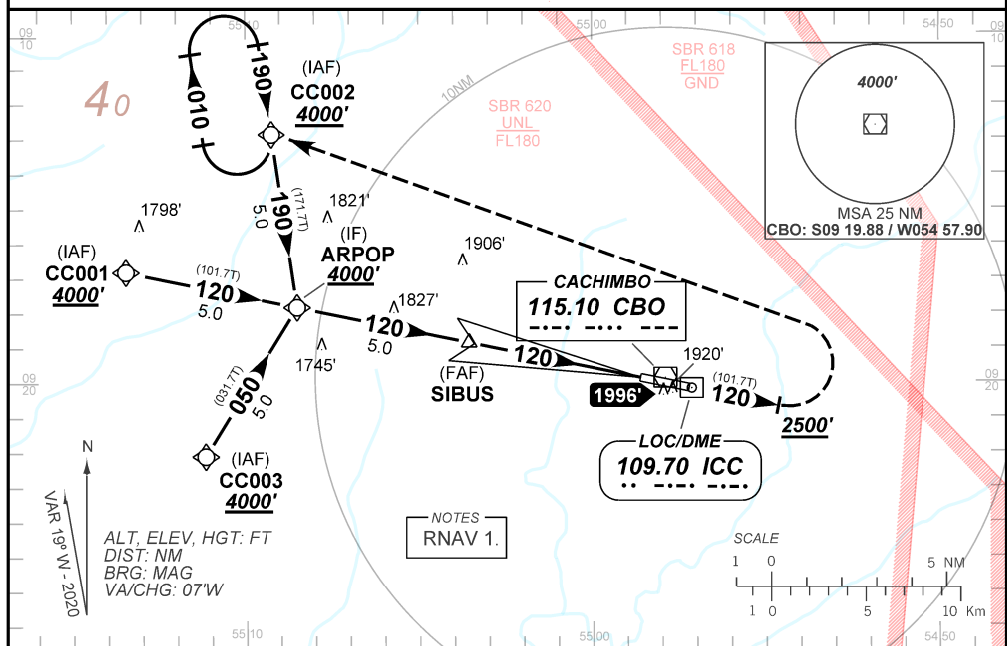 55 10
55 00
54 50
09
10
09
10
(IAF)
CC002
4000'
190
010
10NM
40
SBR 618
FL180
GND
SBR 620
UNL
FL180
4000'
MSA 25 NM
CBO: S09 19.88 / W054 57.90
1798'
1821'
190
(171.7T)
5.0
1906'
(IF)
ARPOP
4000'
(IAF)
CC001
4000'
(101.7T)
120
5.0
CACHIMBO
115.10 CBO
1827'
120
5.0
1745'
120
1920'
(FAF)
SIBUS
1996'
(101.7T)
120
2500'
09
20
09
20
(031.7T)
050
5.0
LOC/DME
109.70 ICC
(IAF)
CC003
4000'
N
VAR 19º W - 2020
ALT, ELEV, HGT: FT
DIST: NM
BRG: MAG
VA/CHG: 07'W
NOTES
RNAV 1.
SCALE
1 0 5 NM
1 0 5 10 Km
55 10
55 00
54 50